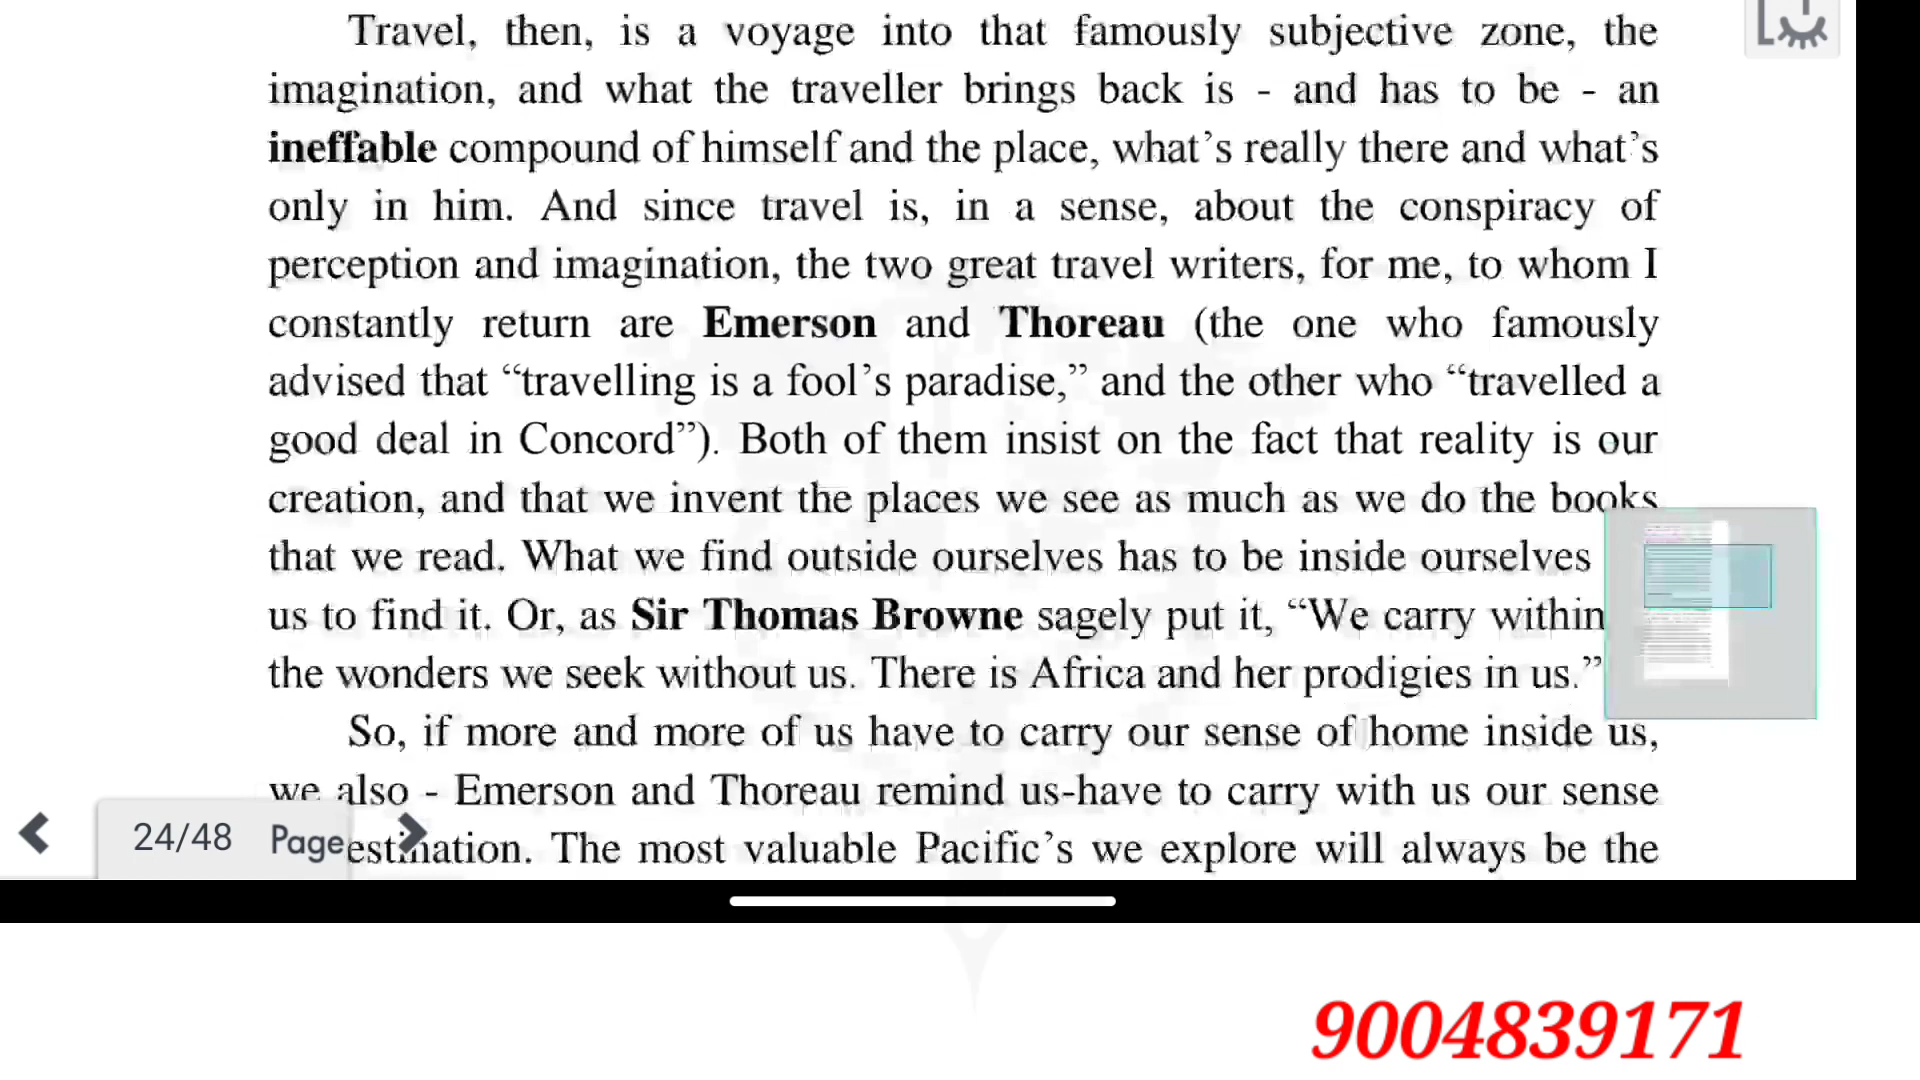 Travel, then, is a voyage into that famously subjective zone, the
imagination, and what the traveller brings back is - and has to be - an
ineffable compound of himself and the place, what's really there and what's
only in him. And since travel is, in a sense, about the conspiracy of
perception and imagination, the two great travel writers, for me, to whom I
constantly return are Emerson and Thoreau (the one who famously
advised that “travelling is a fool's paradise,” and the other who “travelled a
good deal in Concord”). Both of them insist on the fact that reality is our
creation, and that we invent the places we see as much as we do the books
that we read. What we find outside ourselves has to be inside ourselves
us to find it. Or, as Sir Thomas Browne sagely put it, “We carry within
the wonders we seek without us. There is Africa and her prodigies in us.”
So, if more and more of us have to carry our sense of home inside us,
we also - Emerson and Thoreau remind us-have to carry with us our sense
estination. The most valuable Pacific's we explore will always be the
24/48 Page
9004839171